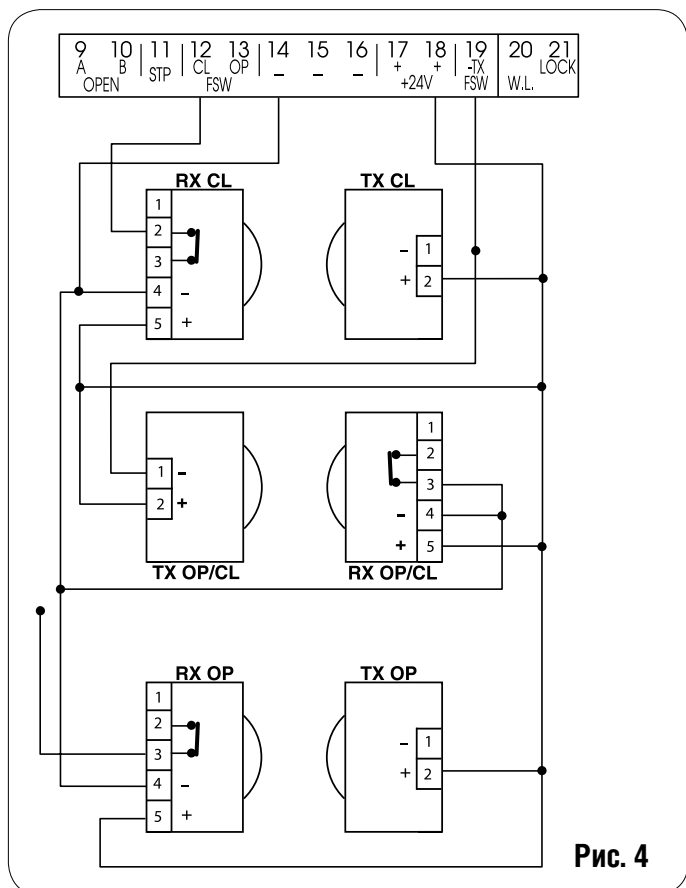 9 10 11 12 13 14 15 16 17 18 19 20 21
A B STP CL OP – – – + + -TX W.L. LOCK
OPEN FSW +24V FSW
RX CL
1
2
3
4 –
5 +
TX CL
– 1
+ 2
1 –
2 +
TX OP/CL
1
2
3
– 4
+ 5
RX OP/CL
RX OP
1
2
3
4 –
5 +
TX OP
– 1
+ 2
Рис. 4